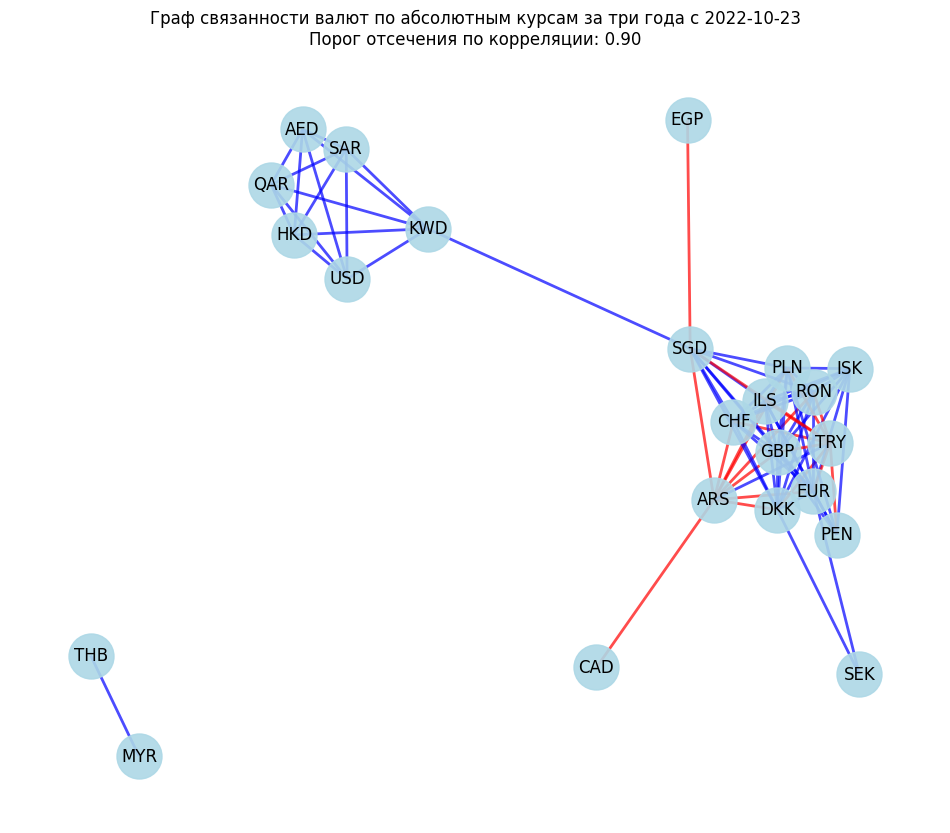 Граф связанности валют по абсолютным курсам за три года с 2022-10-23
Порог отсечения по корреляции: 0.90
EGP
AED
SAR
QAR
KWD
HKD
USD
SGD
PLN
ISK
RON
ILS
CHF
TRY
GBP
EUR
ARS
DKK
PEN
THB
CAD
SEK
MYR